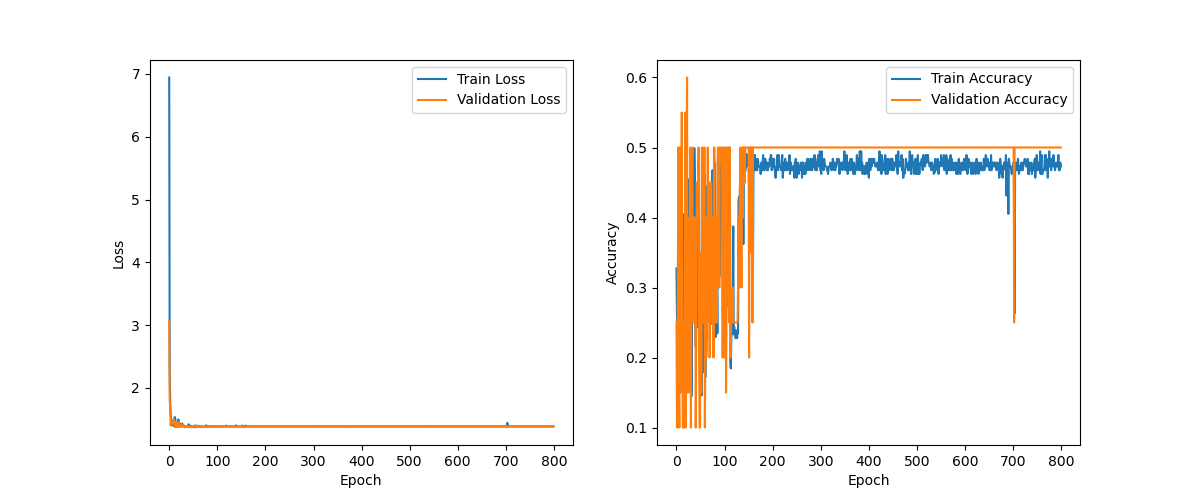 Train Loss
Validation Loss
7
6
5
4
3
2
Loss
0 100 200 300 400 500 600 700 800
Epoch
Train Accuracy
Validation Accuracy
0.6
0.5
0.4
0.3
0.2
0.1
Accuracy
0 100 200 300 400 500 600 700 800
Epoch